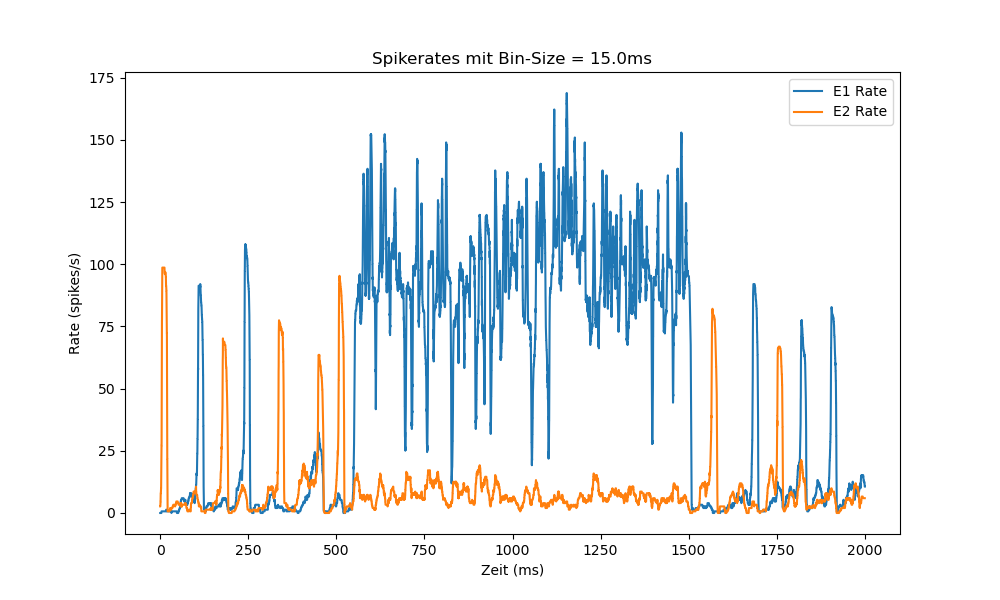 Spikerates mit Bin-Size = 15.0ms
E1 Rate
E2 Rate
Rate (spikes/s)
175
150
125
100
75
50
25
0
0 250 500 750 1000 1250 1500 1750 2000
Zeit (ms)